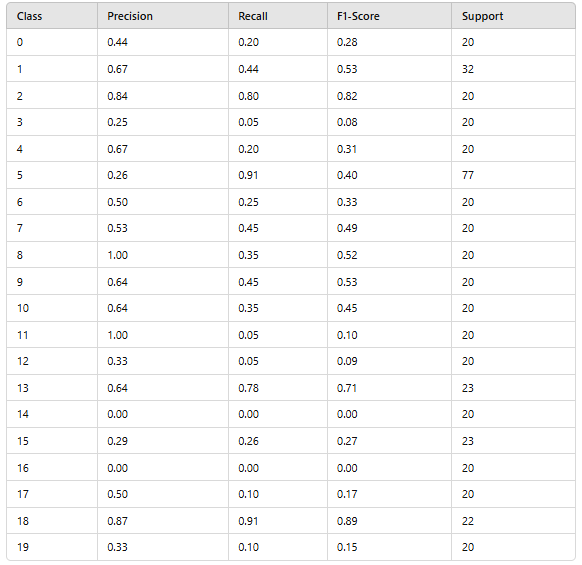 Class Precision Recall F1-Score Support
0 0.44 0.20 0.28 20
1 0.67 0.44 0.53 32
2 0.84 0.80 0.82 20
3 0.25 0.05 0.08 20
4 0.67 0.20 0.31 20
5 0.26 0.91 0.40 77
6 0.50 0.25 0.33 20
7 0.53 0.45 0.49 20
8 1.00 0.35 0.52 20
9 0.64 0.45 0.53 20
10 0.64 0.35 0.45 20
11 1.00 0.05 0.10 20
12 0.33 0.05 0.09 20
13 0.64 0.78 0.71 23
14 0.00 0.00 0.00 20
15 0.29 0.26 0.27 23
16 0.00 0.00 0.00 20
17 0.50 0.10 0.17 20
18 0.87 0.91 0.89 22
19 0.33 0.10 0.15 20